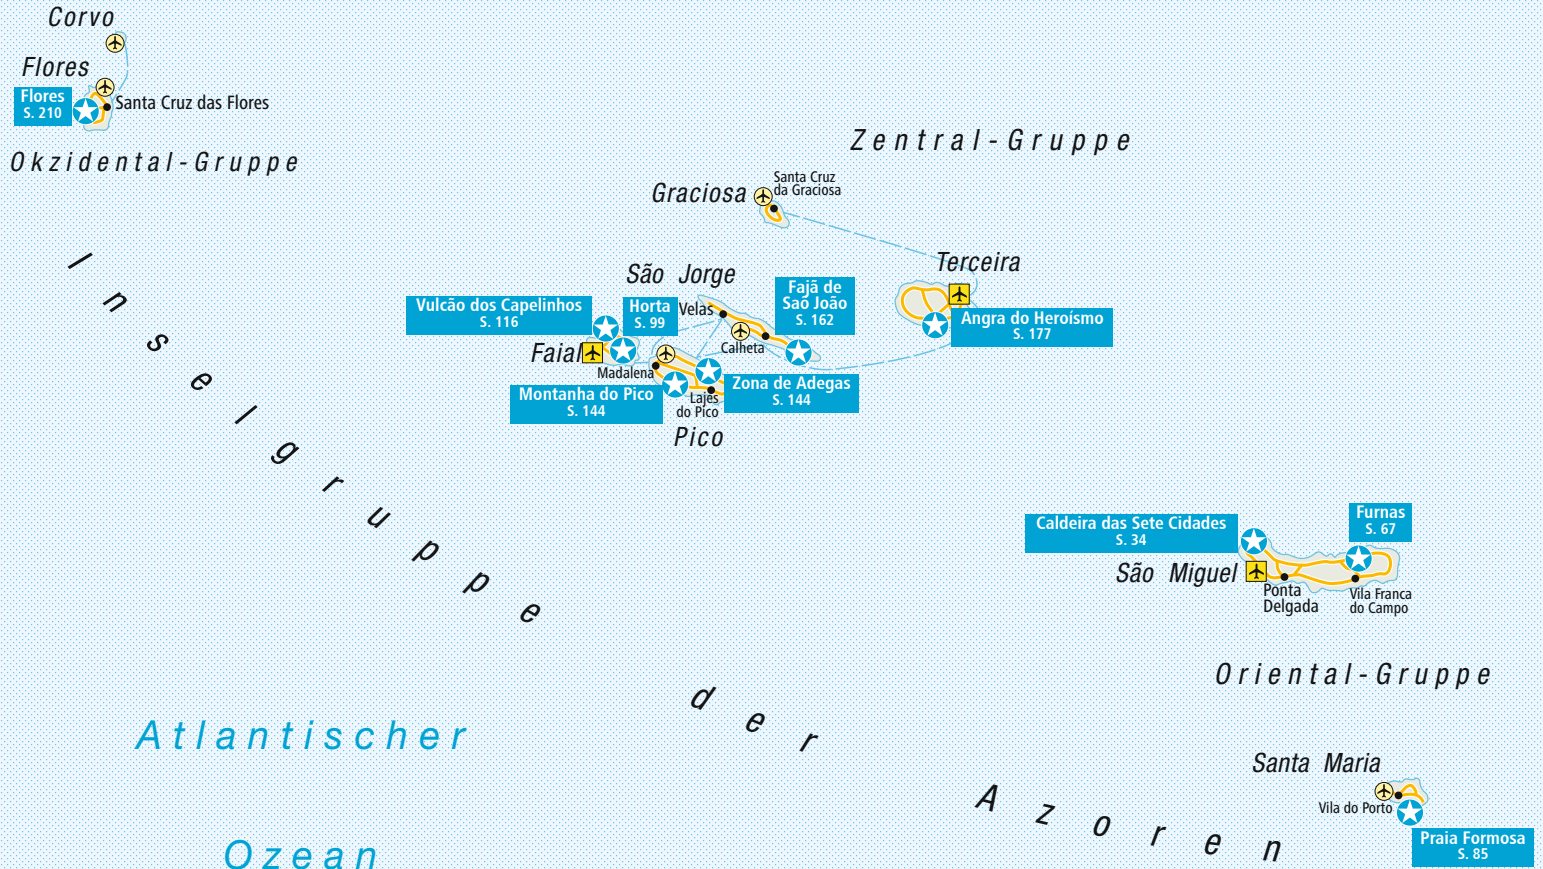 Corvo
Flores
Flores
S. 210
Santa Cruz das Flores
Okzidental-Gruppe
Zentral-Gruppe
Graciosa
Santa Cruz
da Graciosa
São Jorge
Terceira
Vulcão dos Capelinhos
S. 116
Horta
S. 99
Velas
Fajã de
Saõ João
S. 162
Angra do Heroísmo
S. 177
Faial
Calheta
Madalena
Montanha do Pico
S. 144
Lajes
do Pico
Zona de Adegas
S. 144
Pico
Caldeira das Sete Cidades
S. 34
Furnas
S. 67
São Miguel
Ponta
Delgada
Vila Franca
do Campo
Oriental-Gruppe
Inselgruppe der Azoren
Atlantischer
Ozean
Santa Maria
Vila do Porto
Praia Formosa
S. 85